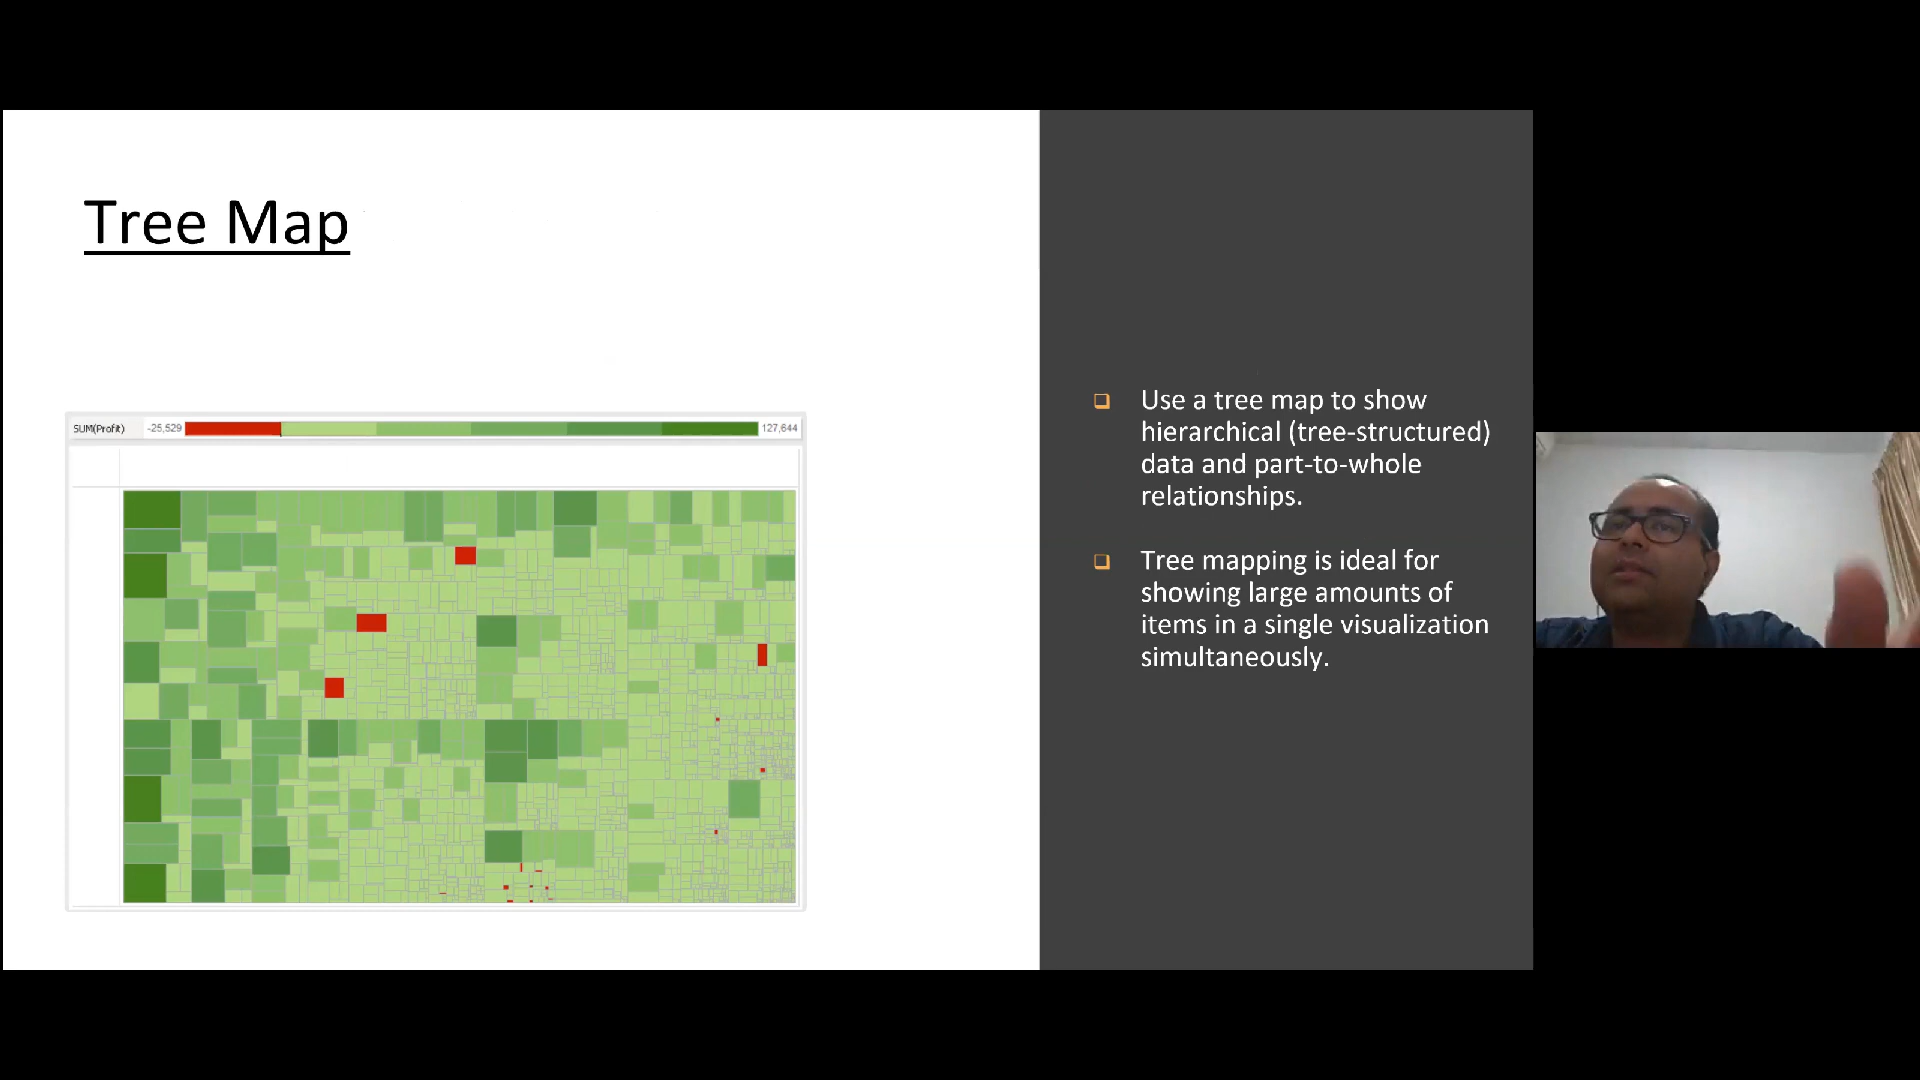 Tree Map
SUM(Profit)
-25,529
127,644
❑ Use a tree map to show
hierarchical (tree-structured)
data and part-to-whole
relationships.
❑ Tree mapping is ideal for
showing large amounts of
items in a single visualization
simultaneously.